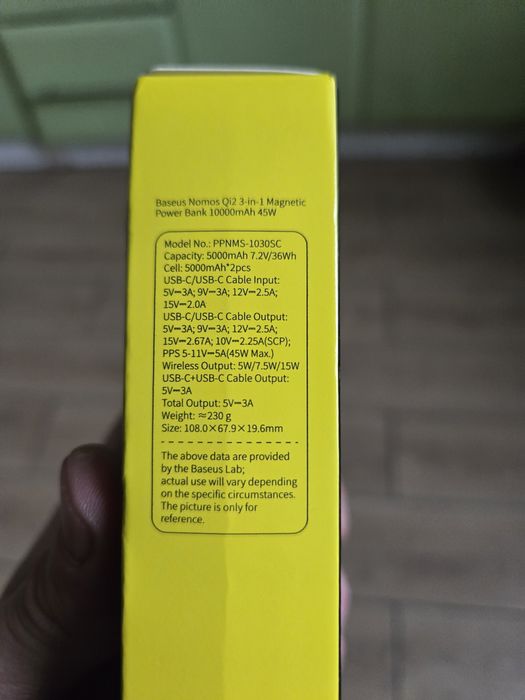 Baseus Nomos Qi2 3-in-1 Magnetic
Power Bank 10000mAh 45W
Model No.: PPNMS-1030SC
Capacity: 5000mAh 7.2V/36Wh
Cell: 5000mAh*2pcs
USB-C/USB-C Cable Input:
5V⎓3A; 9V⎓3A; 12V⎓2.5A;
15V⎓2.0A
USB-C/USB-C Cable Output:
5V⎓3A; 9V⎓3A; 12V⎓2.5A;
15V⎓2.67A; 10V⎓2.25A(SCP);
PPS 5-11V⎓5A(45W Max.)
Wireless Output: 5W/7.5W/15W
USB-C+USB-C Cable Output:
5V⎓3A
Total Output: 5V⎓3A
Weight: ≈230 g
Size: 108.0×67.9×19.6mm
The above data are provided
by the Baseus Lab;
actual use will vary depending
on the specific circumstances.
The picture is only for
reference.